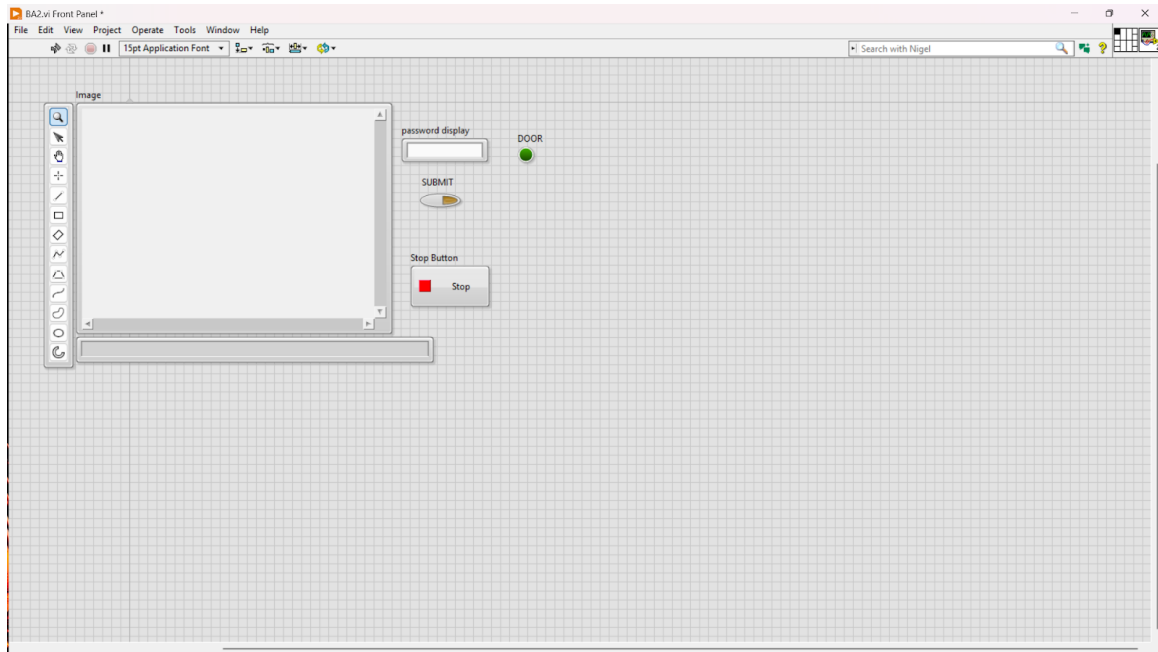 BA2.vi Front Panel *
File Edit View Project Operate Tools Window Help
15pt Application Font
Search with Nigel
Image
password display
DOOR
SUBMIT
Stop Button
Stop